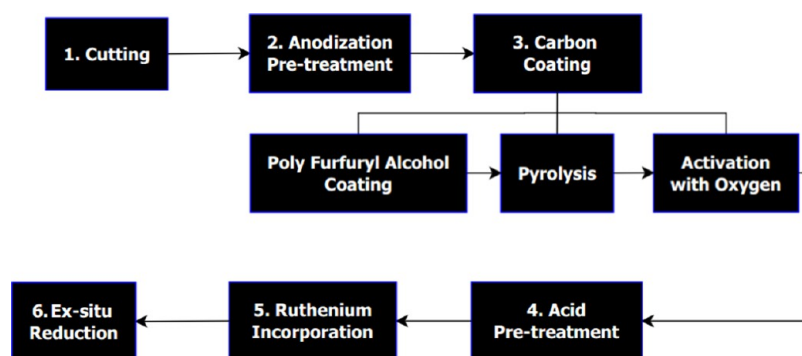 1. Cutting
2. Anodization
Pre-treatment
3. Carbon
Coating
Poly Furfuryl Alcohol
Coating
Pyrolysis
Activation
with Oxygen
4. Acid
Pre-treatment
5. Ruthenium
Incorporation
6. Ex-situ
Reduction